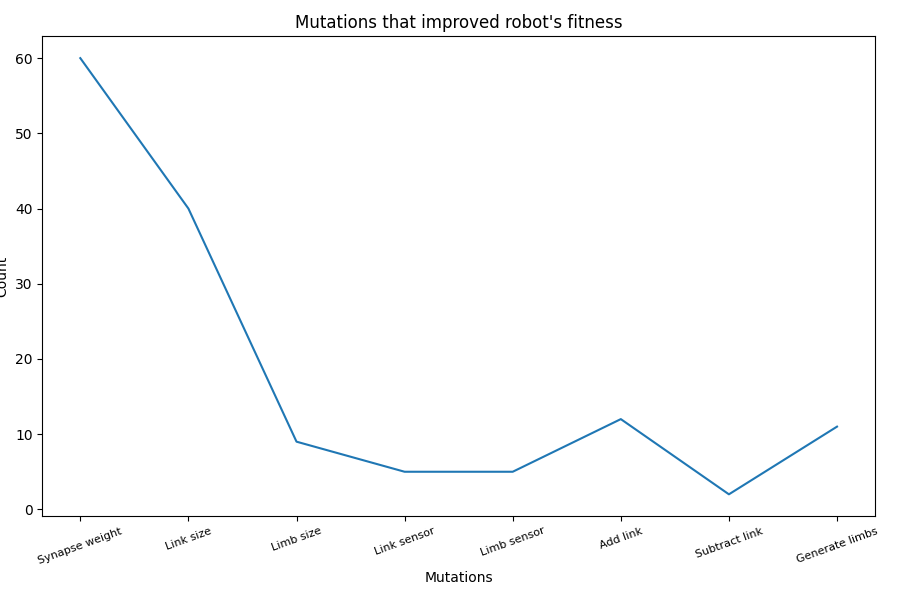 Mutations that improved robot's fitness
Count
60
50
40
30
20
10
0
Synapse weight
Link size
Limb size
Link sensor
Limb sensor
Add link
Subtract link
Generate limbs
Mutations